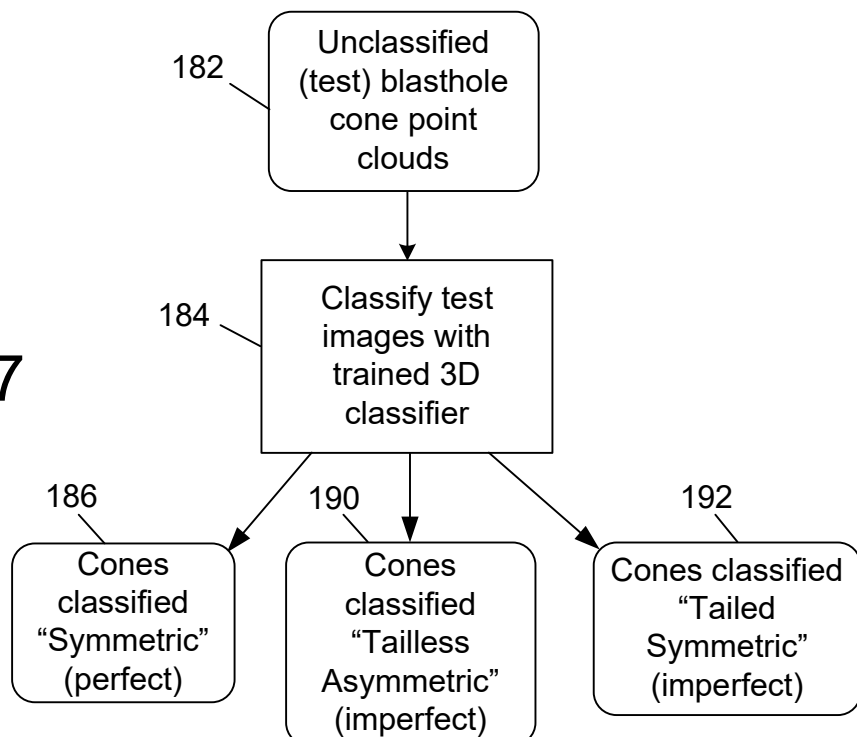 182
Unclassified
(test) blasthole
cone point
clouds
184
Classify test
images with
trained 3D
classifier
7
186
Cones
classified
“Symmetric”
(perfect)
190
Cones
classified
“Tailless
Asymmetric”
(imperfect)
192
Cones classified
“Tailed
Symmetric”
(imperfect)